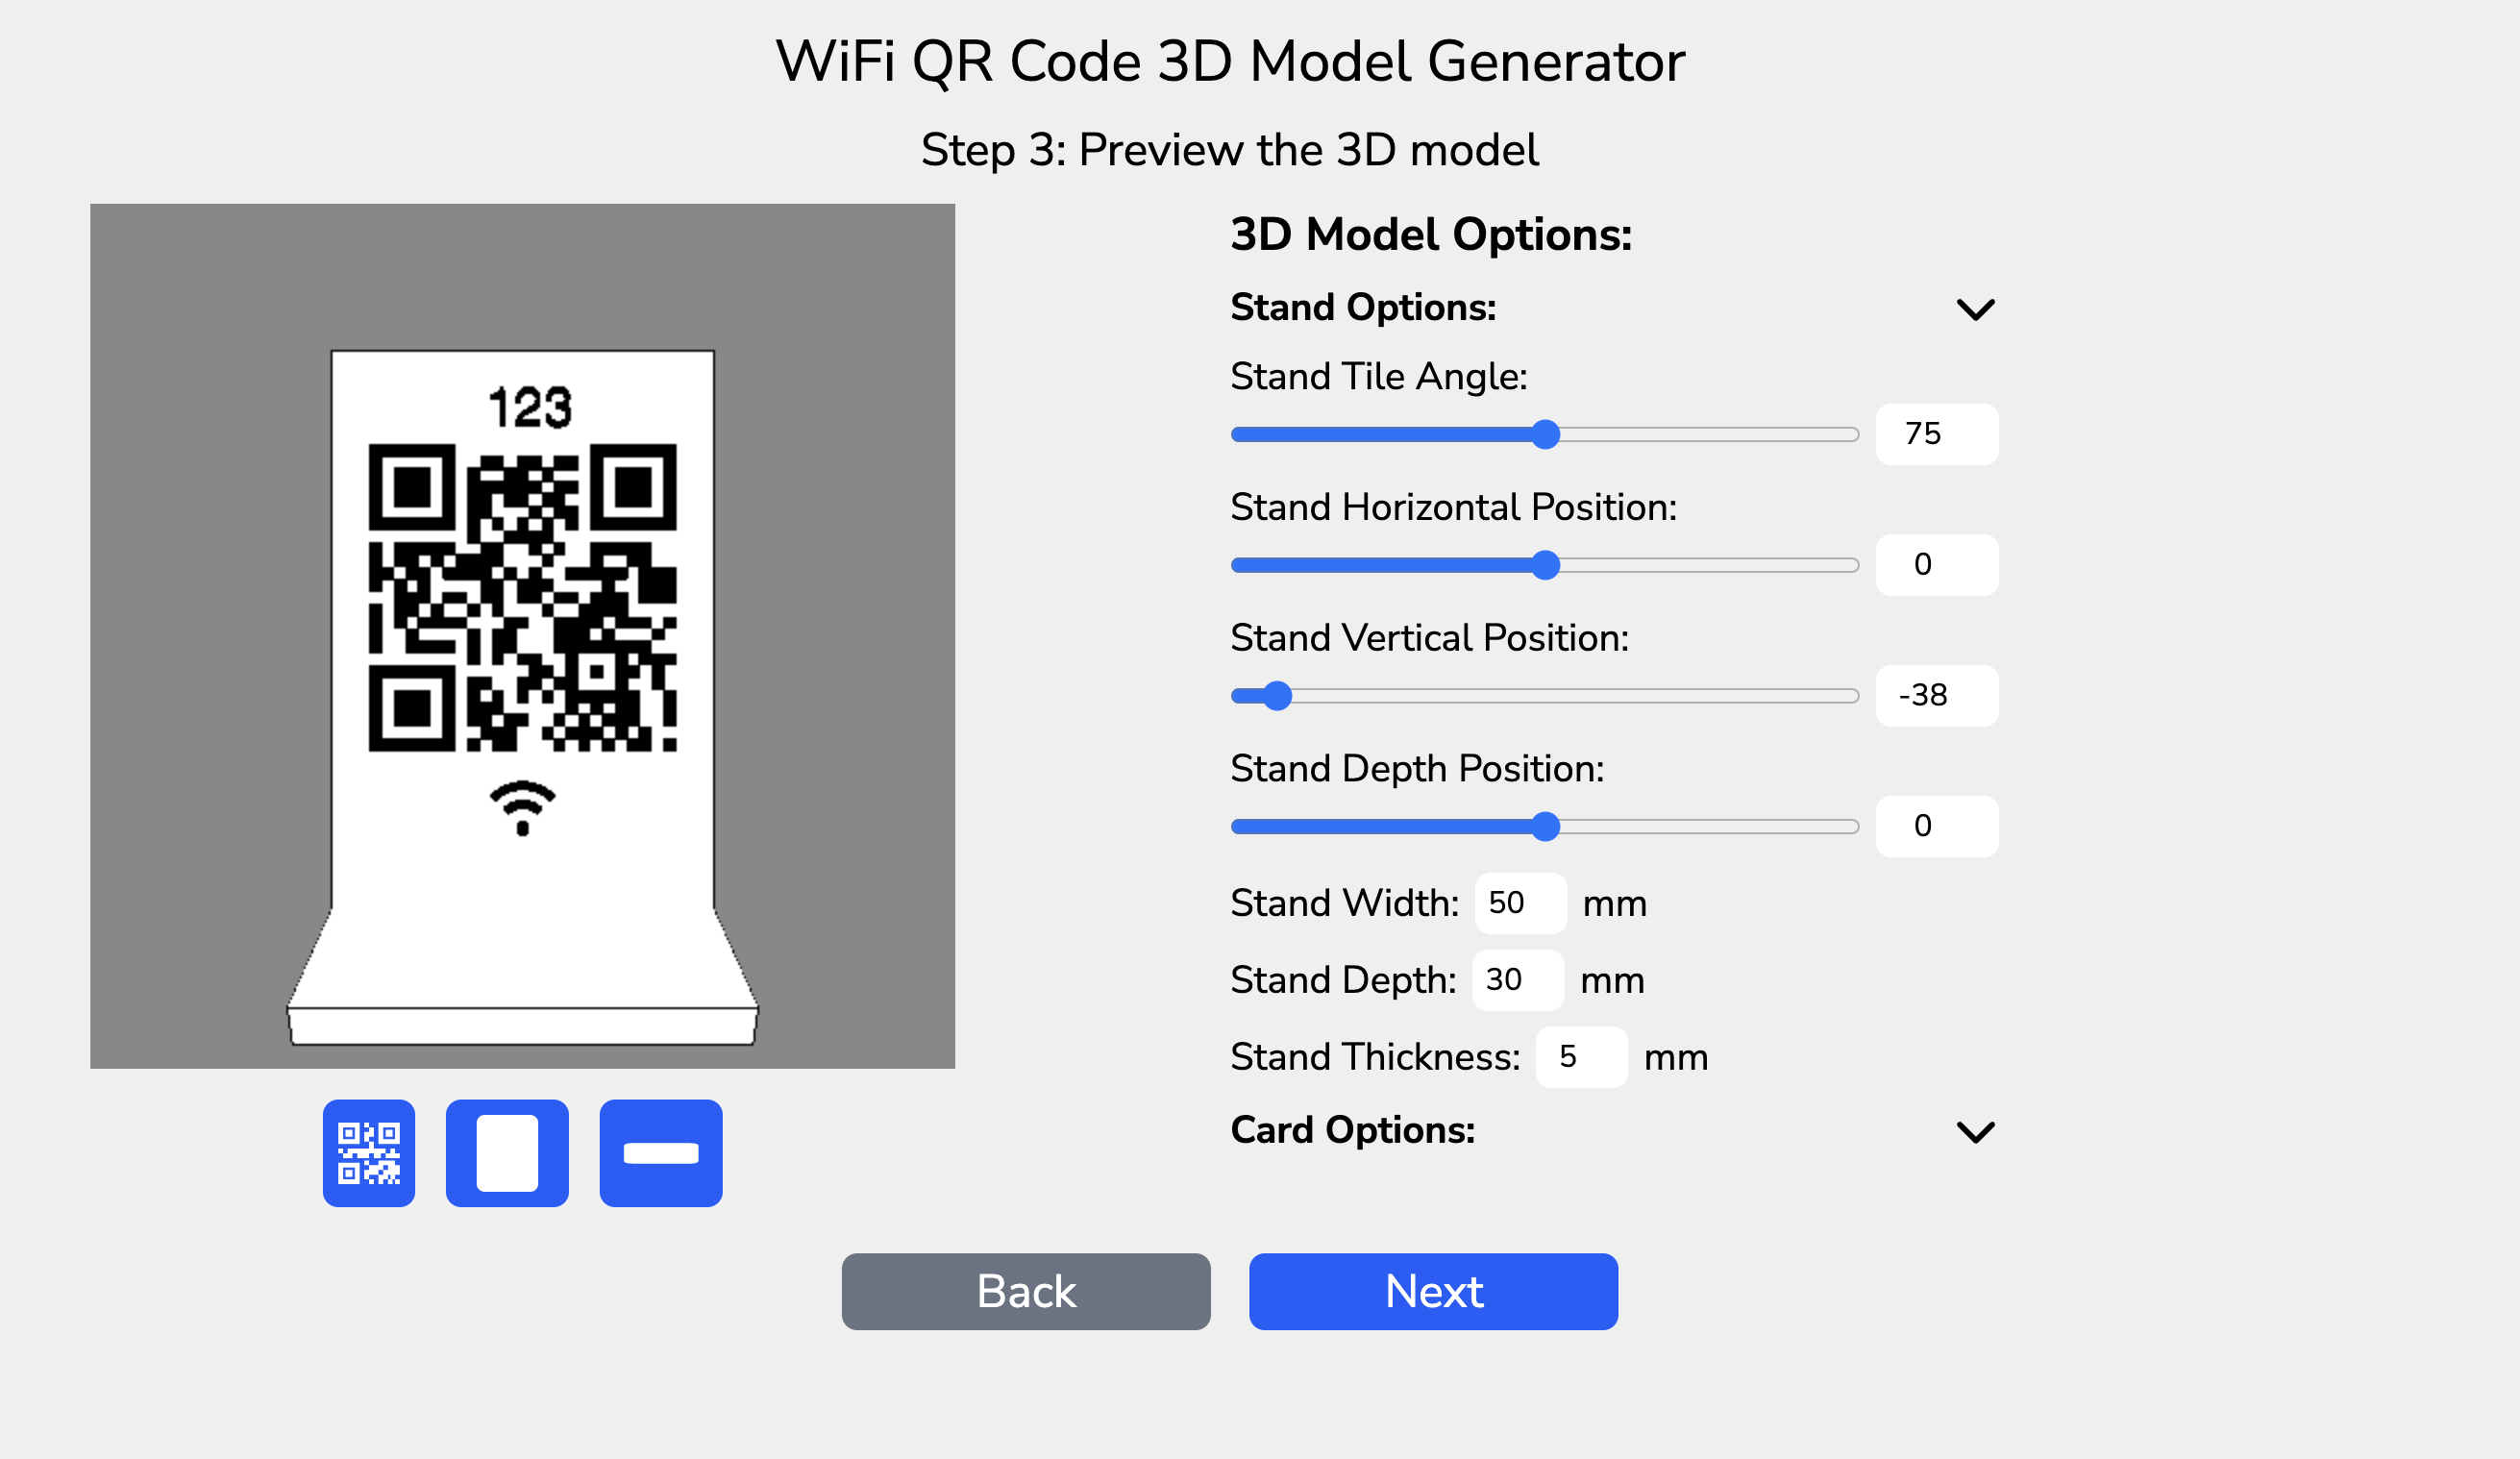 WiFi QR Code 3D Model Generator
Step 3: Preview the 3D model
123
3D Model Options:
Stand Options:
Stand Tile Angle:
75
Stand Horizontal Position:
0
Stand Vertical Position:
-38
Stand Depth Position:
0
Stand Width: 50 mm
Stand Depth: 30 mm
Stand Thickness: 5 mm
Card Options:
Back
Next